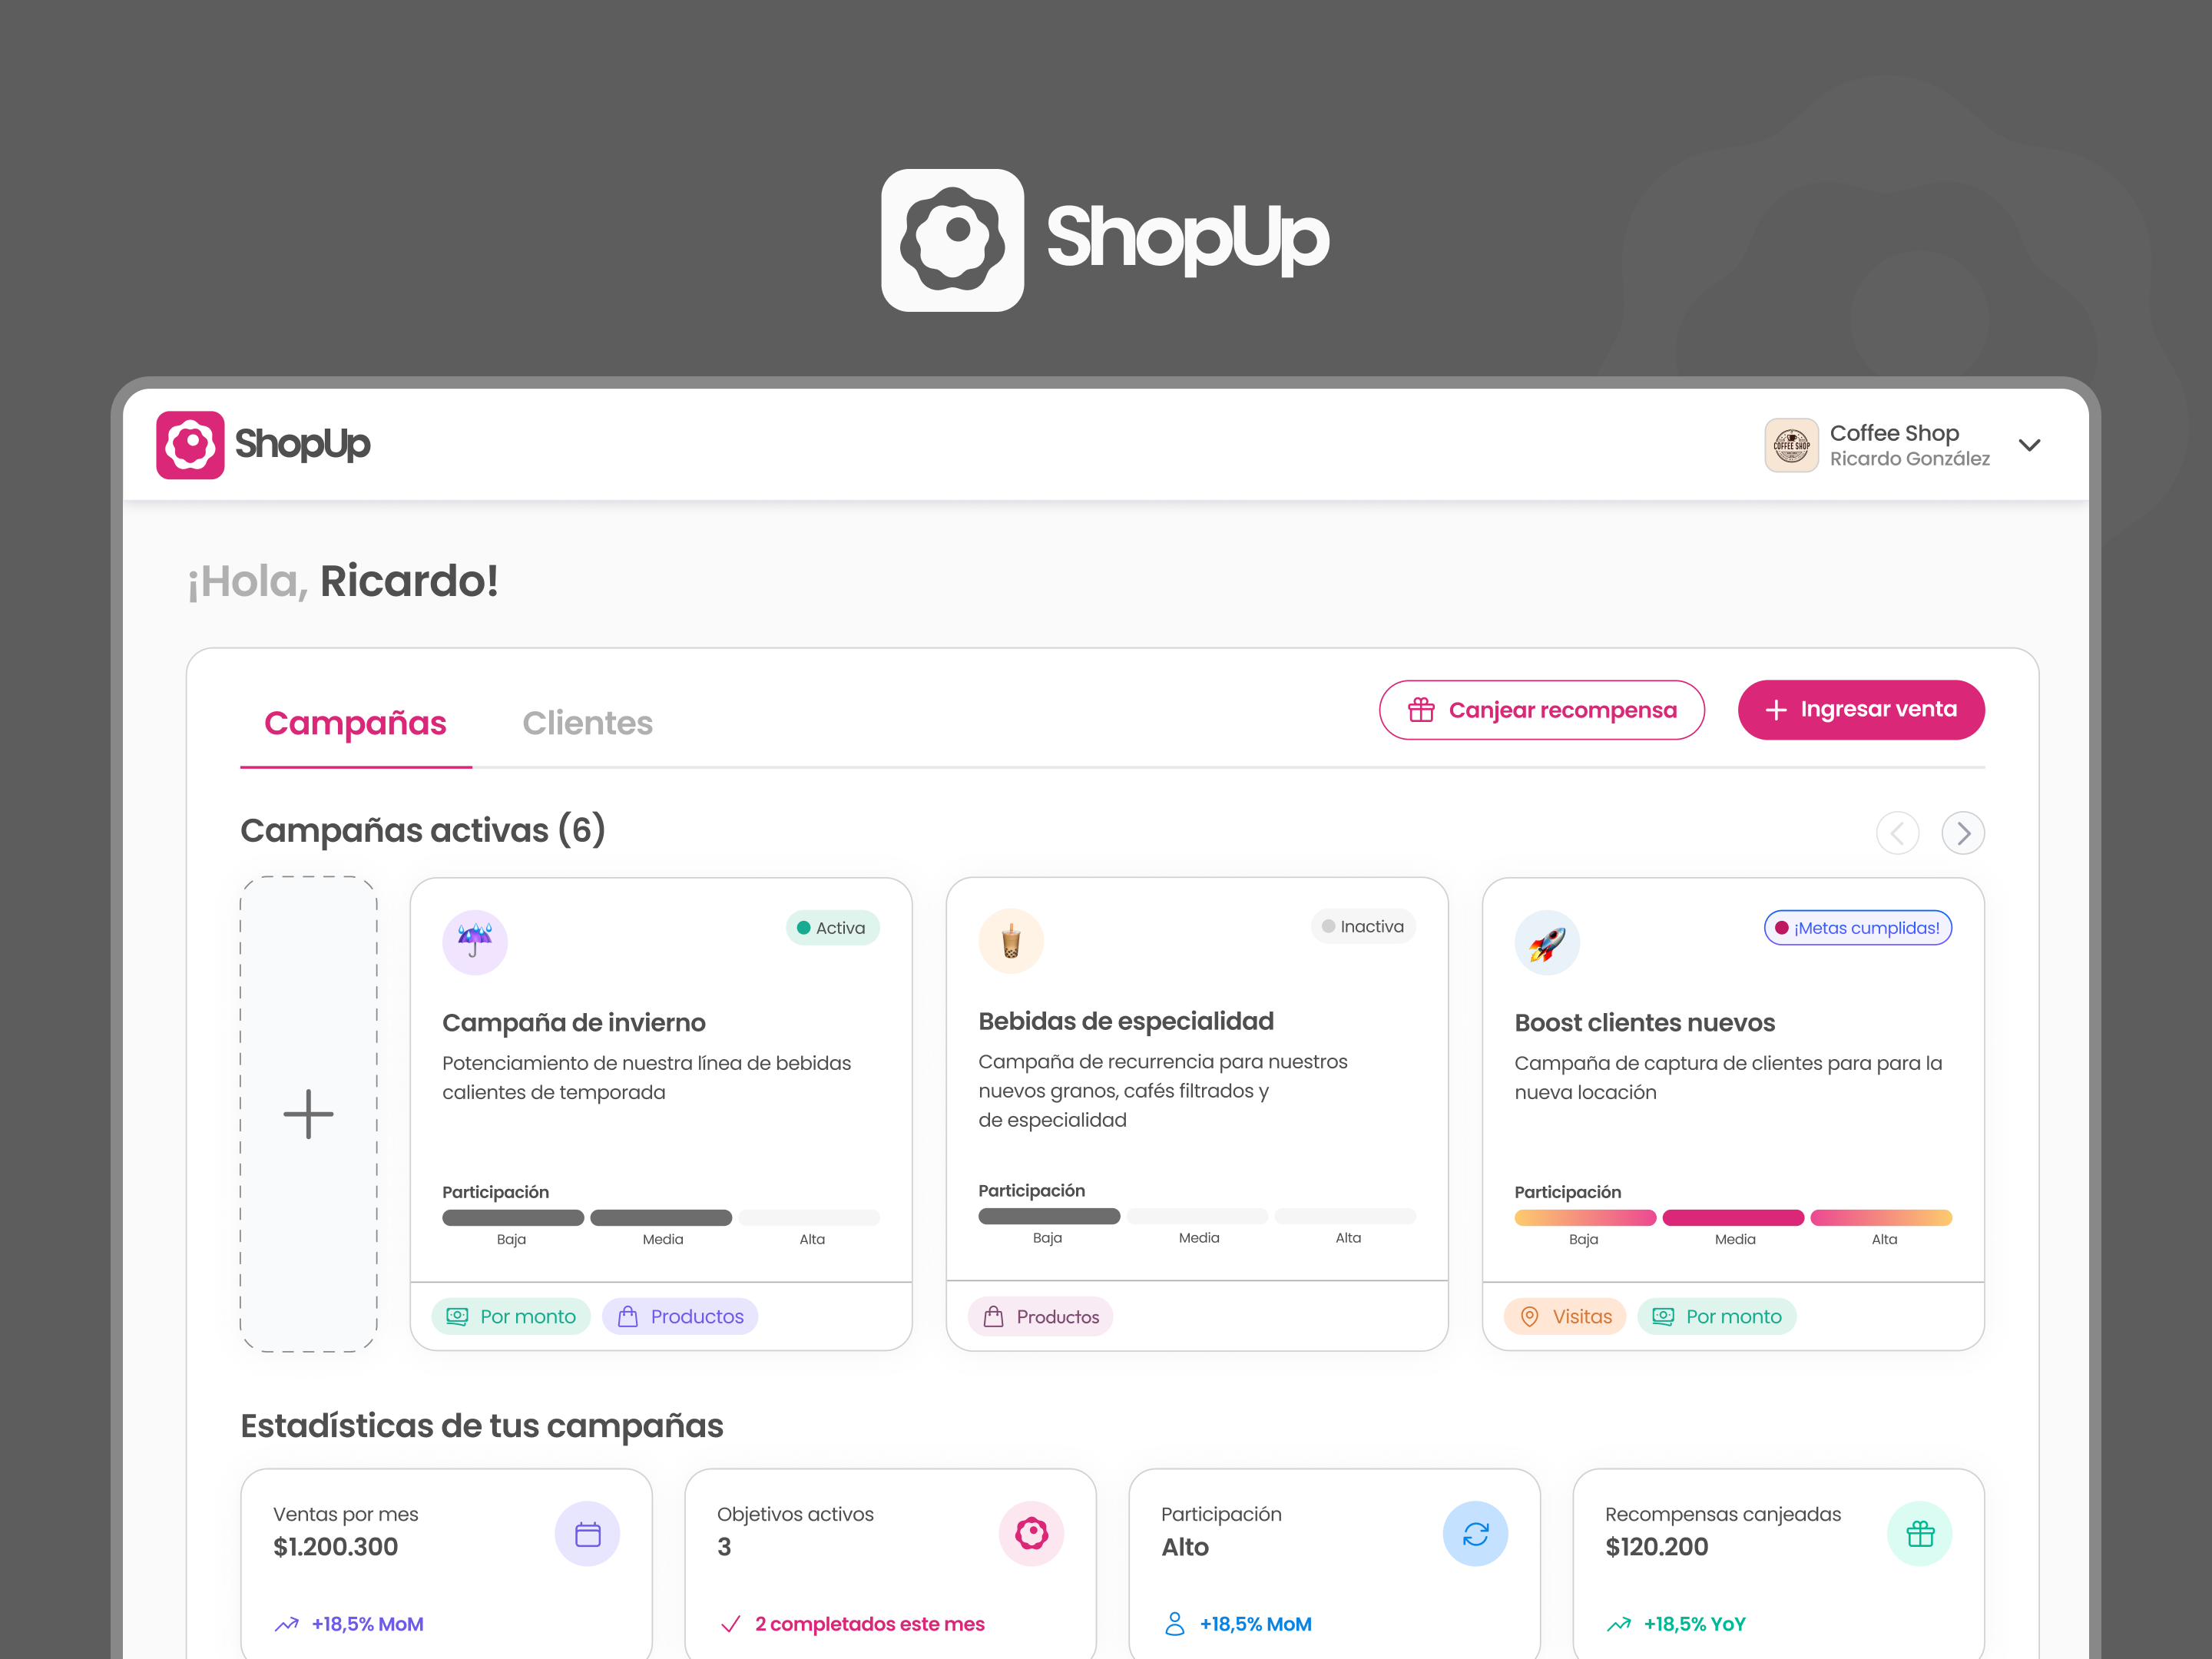 ShopUp
ShopUp
COFFEE SHOP
Coffee Shop
Ricardo González
¡Hola, Ricardo!
Campañas
Clientes
Canjear recompensa
Ingresar venta
Campañas activas (6)
Activa
Campaña de invierno
Potenciamiento de nuestra línea de bebidas
calientes de temporada
Participación
Baja
Media
Alta
Por monto
Productos
Inactiva
Bebidas de especialidad
Campaña de recurrencia para nuestros
nuevos granos, cafés filtrados y
de especialidad
Participación
Baja
Media
Alta
Productos
¡Metas cumplidas!
Boost clientes nuevos
Campaña de captura de clientes para para la
nueva locación
Participación
Baja
Media
Alta
Visitas
Por monto
Estadísticas de tus campañas
Ventas por mes
$1.200.300
+18,5% MoM
Objetivos activos
3
2 completados este mes
Participación
Alto
+18,5% MoM
Recompensas canjeadas
$120.200
+18,5% YoY